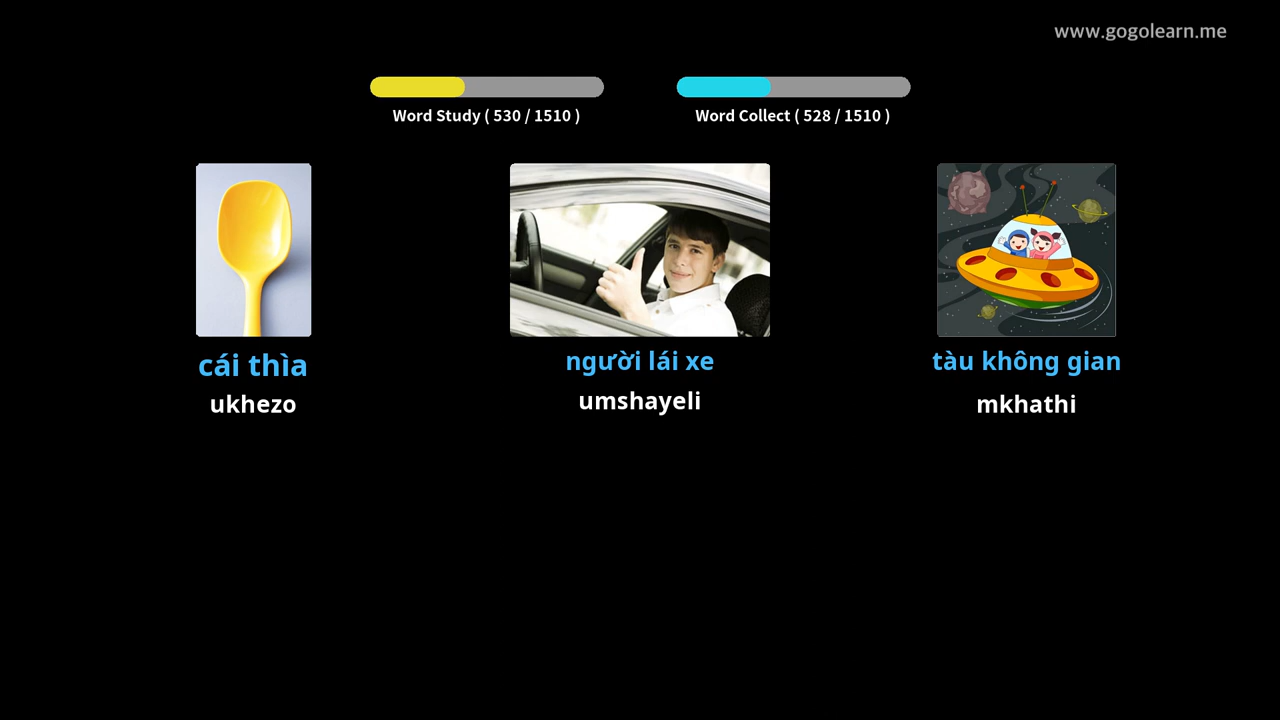 www.gogolearn.me
Word Study ( 530 / 1510 )
Word Collect ( 528 / 1510 )
cái thìa
người lái xe
tàu không gian
ukhezo
umshayeli
mkhathi